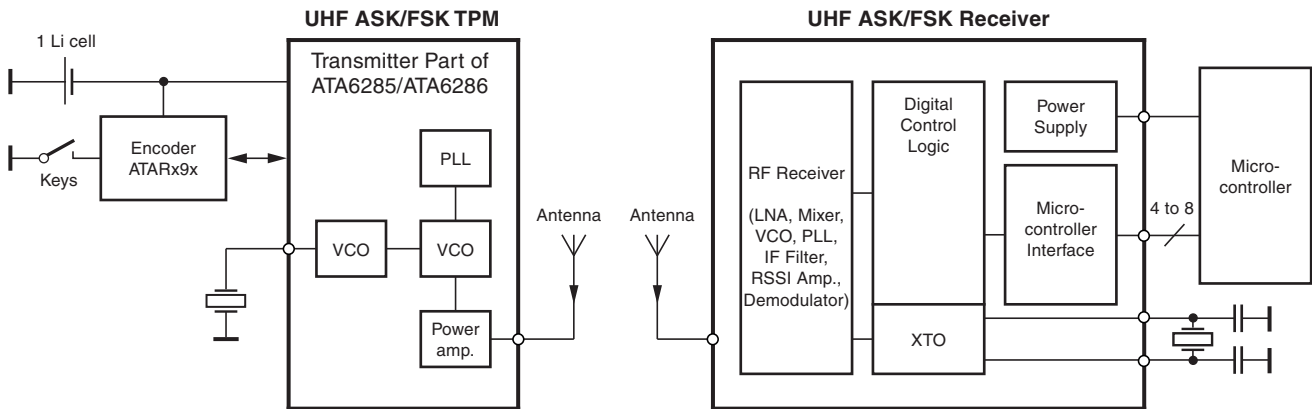 UHF ASK/FSK TPM
1 Li cell
Transmitter Part of
ATA6285/ATA6286
Encoder
ATARx9x
Keys
PLL
VCO
VCO
Power
amp.
Antenna
UHF ASK/FSK Receiver
Antenna
RF Receiver
(LNA, Mixer,
VCO, PLL,
IF Filter,
RSSI Amp.,
Demodulator)
Digital
Control
Logic
XTO
Power
Supply
Micro-
controller
Interface
4 to 8
Micro-
controller